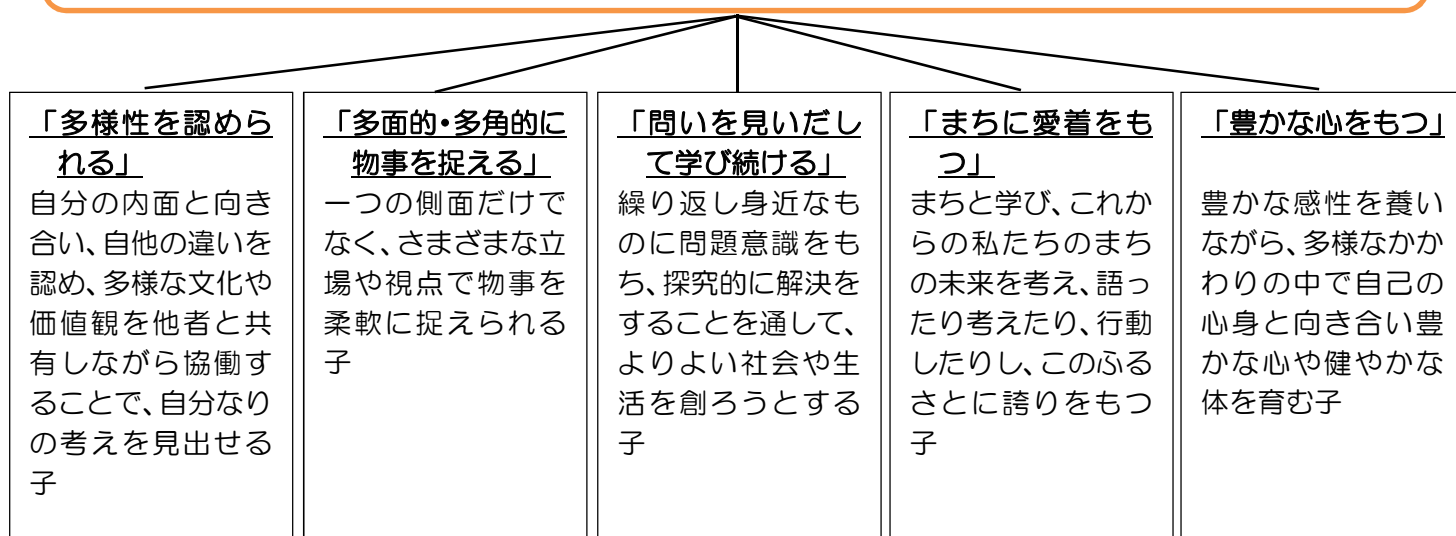 「多様性を認めら
れる」
自分の内面と向き
合い、自他の違いを
認め、多様な文化や
価値観を他者と共
有しながら協働す
ることで、自分なり
の考えを見出せる
子
「多面的・多角的に
物事を捉える」
一つの側面だけで
なく、さまざまな立
場や視点で物事を
柔軟に捉えられる
子
「問いを見いだし
て学び続ける」
繰り返し身近なも
のに問題意識をも
ち、探究的に解決を
することを通して、
よりよい社会や生
活を創ろうとする
子
「まちに愛着をも
つ」
まちと学び、これか
らの私たちのまち
の未来を考え、語っ
たり考えたり、行動
したりし、このふる
さとに誇りをもつ
子
「豊かな心をもつ」
豊かな感性を養い
ながら、多様なかか
わりの中で自己の
心身と向き合い豊
かな心や健やかな
体を育む子